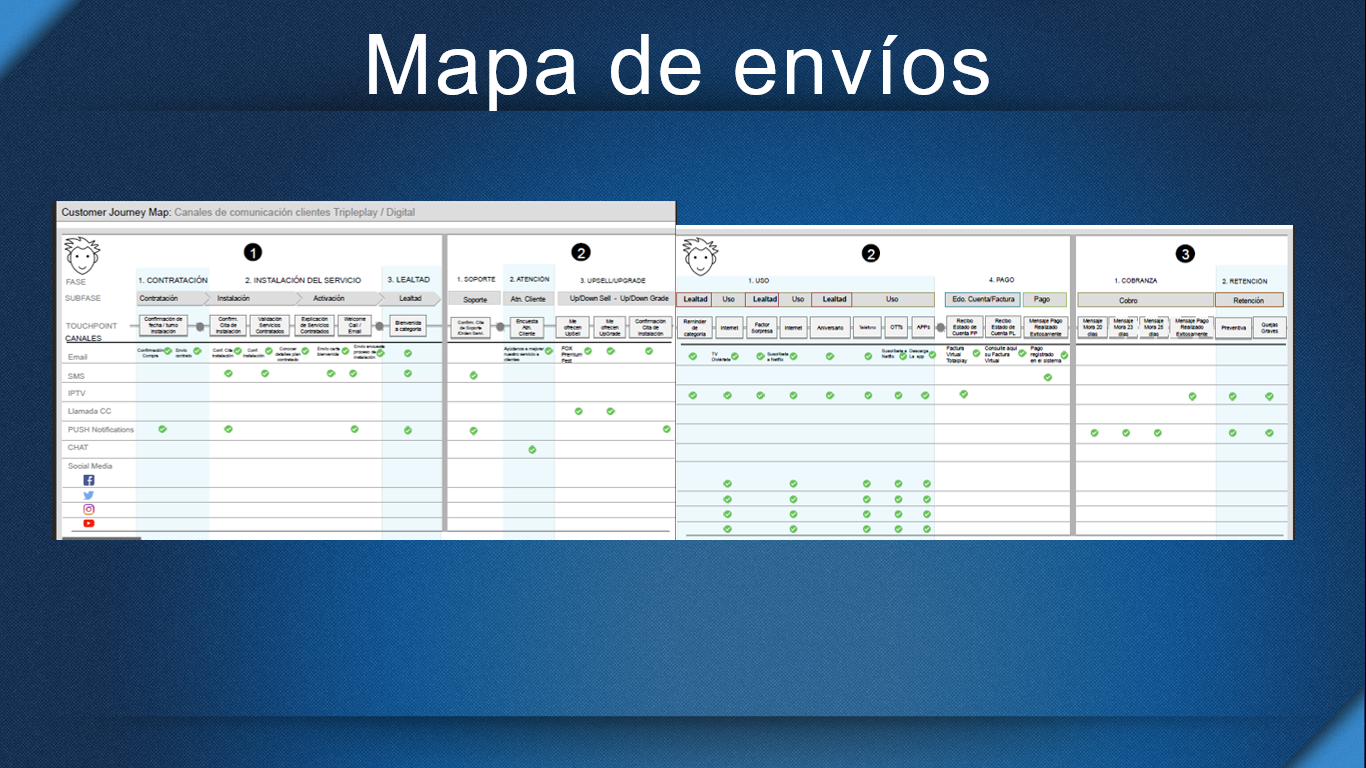 Mapa de envíos
Customer Journey Map: Canales de comunicación clientes Tripleplay / Digital
1 2 2 3
FASE 1. CONTRATACIÓN 2. INSTALACIÓN DEL SERVICIO 3. LEALTAD 1. SOPORTE 2. ATENCIÓN 3. UPSELL/UPGRADE 1. USO 4. PAGO 1. COBRANZA 2. RETENCIÓN
SUBFASE Contratación Instalación Activación Lealtad Soporte Atn. Cliente Up/Down Sell - Up/Down Grade Lealtad Uso Lealtad Uso Lealtad Uso Edo. Cuenta/Factura Pago Cobro Retención
TOUCHPOINT
Confirmación de
fecha / turno
instalación
Confirm.
Cita de
Instalación
Validación
Servicios
Contratados
Explicación
de Servicios
Contratados
Welcome
Call /
Email
Bienvenida
a categoría
Confirm. Cita
de Soporte
/Orden Serv.
Encuesta
Atn.
Cliente
Me
ofrecen
UpSell
Me
ofrecen
UpGrade
Confirmación
Cita de
Instalación
Reminder
de
categoría
Internet
Factor
Sorpresa
Internet
Aniversario
Teléfono
OTTs
APPs
Recibo
Estado de
Cuenta PP
Recibo
Estado de
Cuenta PL
Mensaje Pago
Realizado
Exitosamente
Mensaje
Mora 20
días
Mensaje
Mora 23
días
Mensaje
Mora 25
días
Mensaje Pago
Realizado
Exitosamente
Preventiva
Quejas
Graves
CANALES
Email
Confirmación
Compra
Envío
contrato
Conf. Cita
instalación
Conf.
instalación
Conocer
detalles plan
contratado
Envío carta
bienvenida
Envío encuesta
proceso de
instalación
Ayúdanos a mejorar
nuestro servicio a
clientes
FOX
Premium
Fest
TV
Suscríbete
a Netflix
Suscríbete a
Netflix
Descarga
La app
Factura
Virtual
Totalplay
Consulte aquí
su Factura
Virtual
Pago
registrado
en el sistema
SMS
IPTV
Llamada CC
PUSH Notifications
CHAT
Social Media